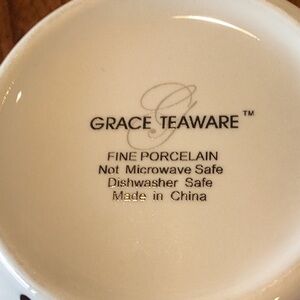 G
GRACE TEAWARE™
FINE PORCELAIN
Not Microwave Safe
Dishwasher Safe
Made in China